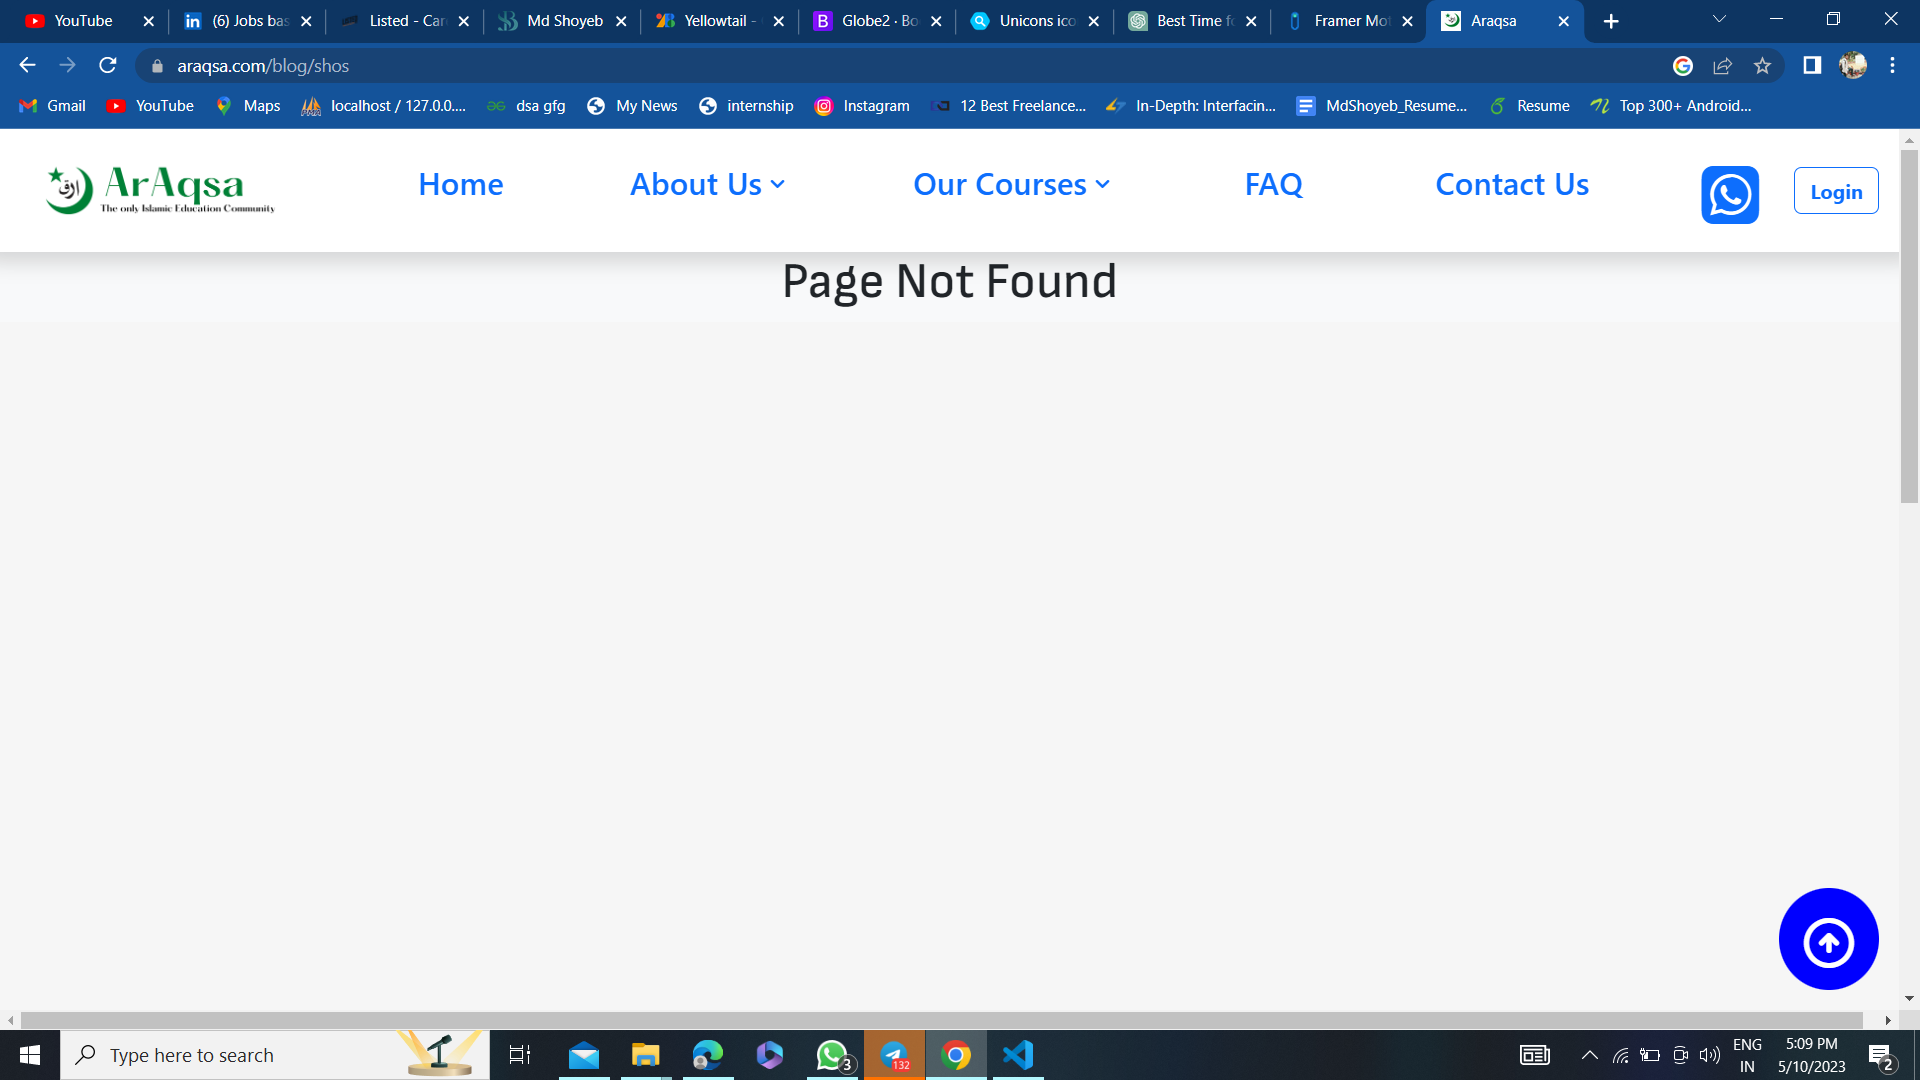 YouTube
(6) Jobs bas
Listed - Car
Md Shoyeb
Yellowtail -
Globe2 · Bo
Unicons ico
Best Time fo
Framer Mot
Araqsa
araqsa.com/blog/shos
Gmail
YouTube
Maps
localhost / 127.0.0....
dsa gfg
My News
internship
Instagram
12 Best Freelance...
In-Depth: Interfacin...
MdShoyeb_Resume...
Resume
Top 300+ Android...
ArAqsa
The only Islamic Education Community
Home
About Us
Our Courses
FAQ
Contact Us
Login
Page Not Found
Type here to search
3
132
ENG
IN
5:09 PM
5/10/2023
2